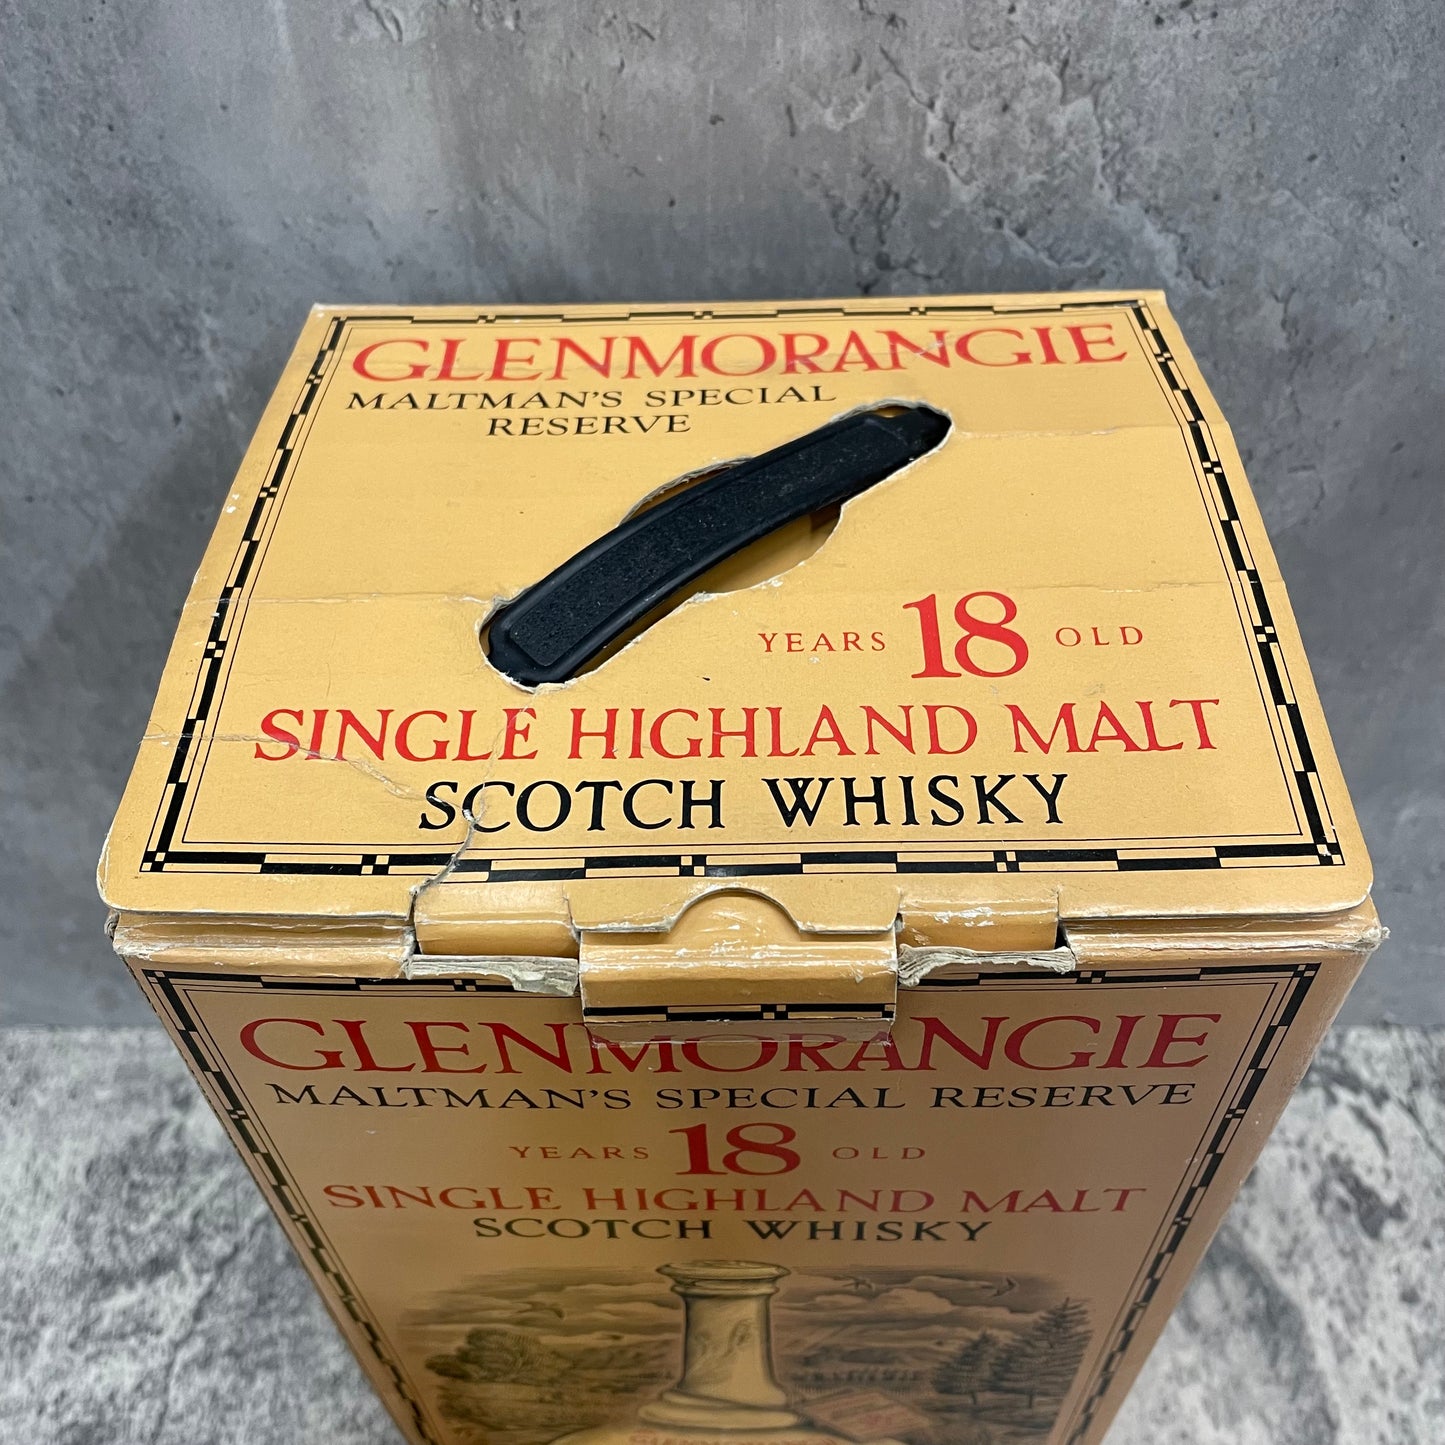 GLENMORANGIE
MALTMAN'S SPECIAL
RESERVE
YEARS 18 OLD
SINGLE HIGHLAND MALT
SCOTCH WHISKY
GLENMORANGIE
MALTMAN'S SPECIAL RESERVE
YEARS 18 OLD
SINGLE HIGHLAND MALT
SCOTCH WHISKY